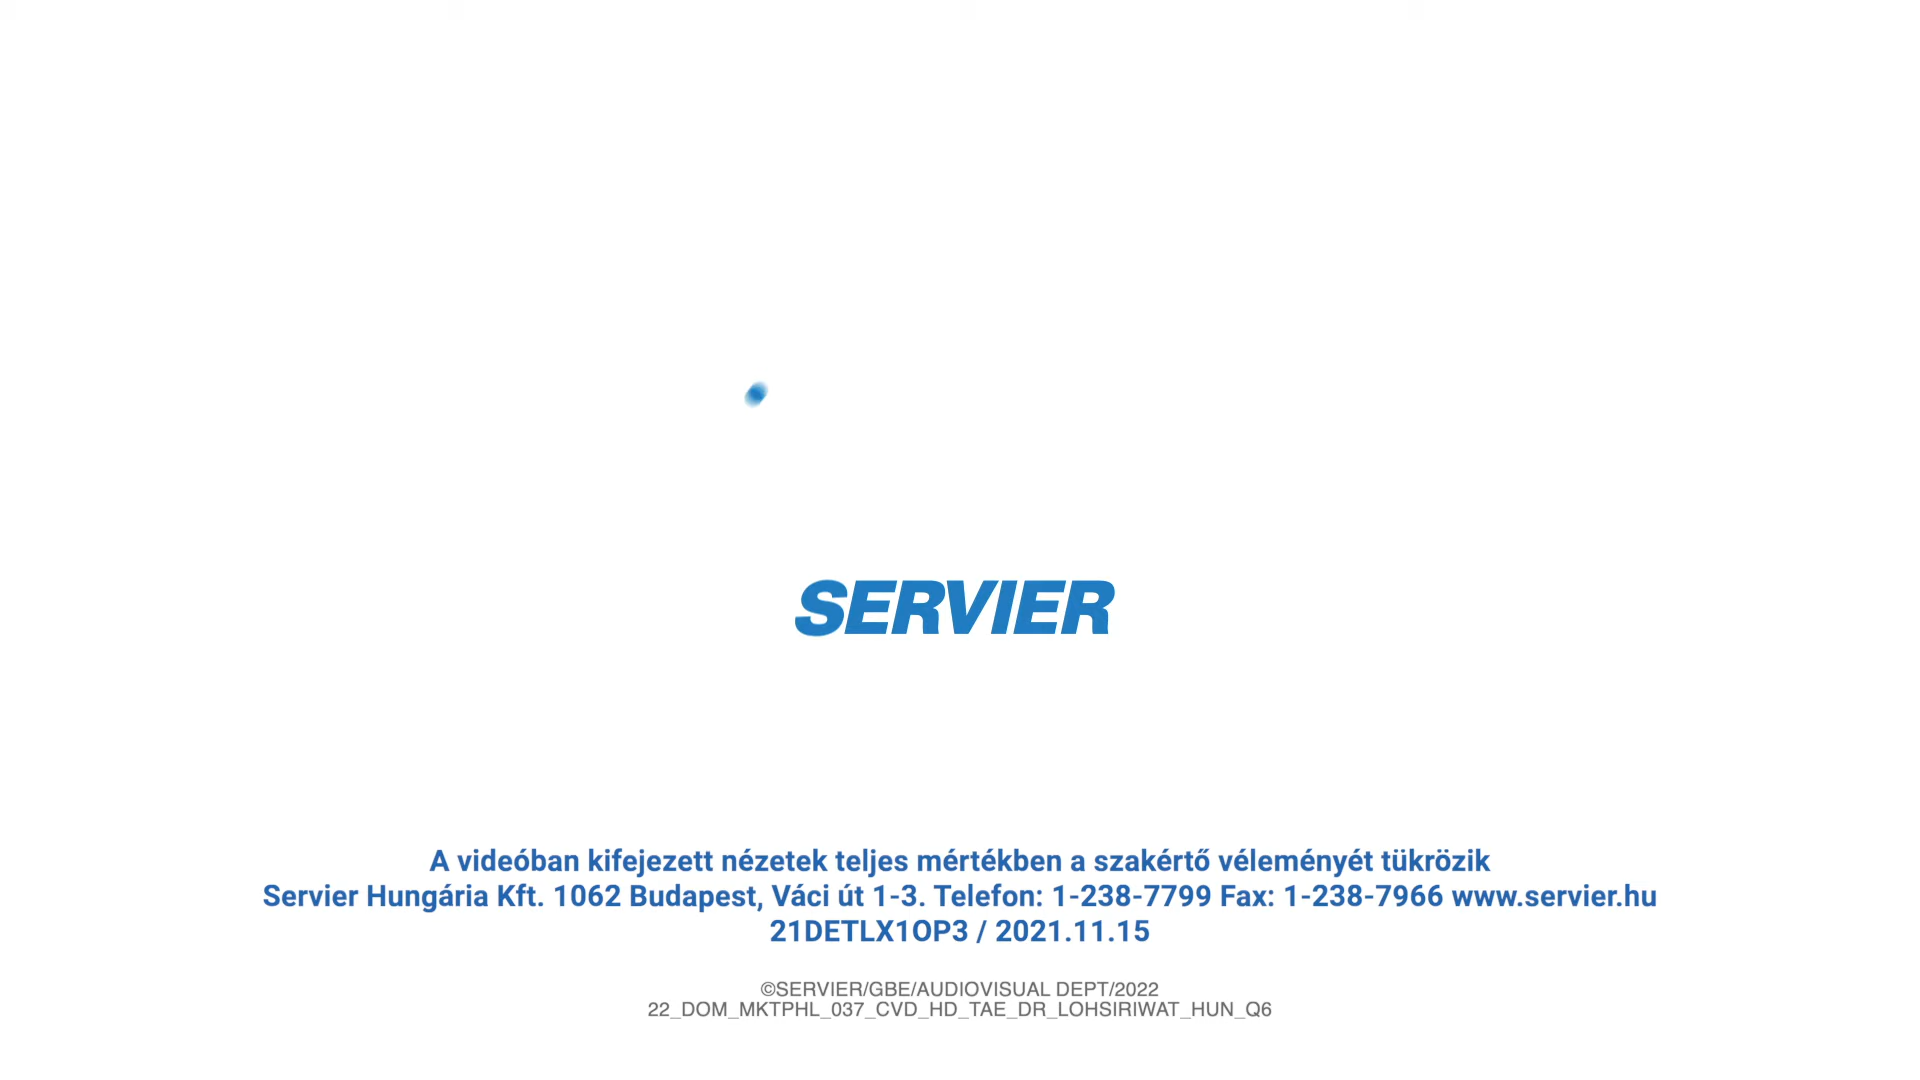 SERVIER
A videóban kifejezett nézetek teljes mértékben a szakértő véleményét tükrözik
Servier Hungária Kft. 1062 Budapest, Váci út 1-3. Telefon: 1-238-7799 Fax: 1-238-7966 www.servier.hu
21DETLX1OP3 / 2021.11.15
©SERVIER/GBE/AUDIOVISUAL DEPT/2022
22_DOM_MKTPHL_037_CVD_HD_TAE_DR_LOHSIRIWAT_HUN_Q6